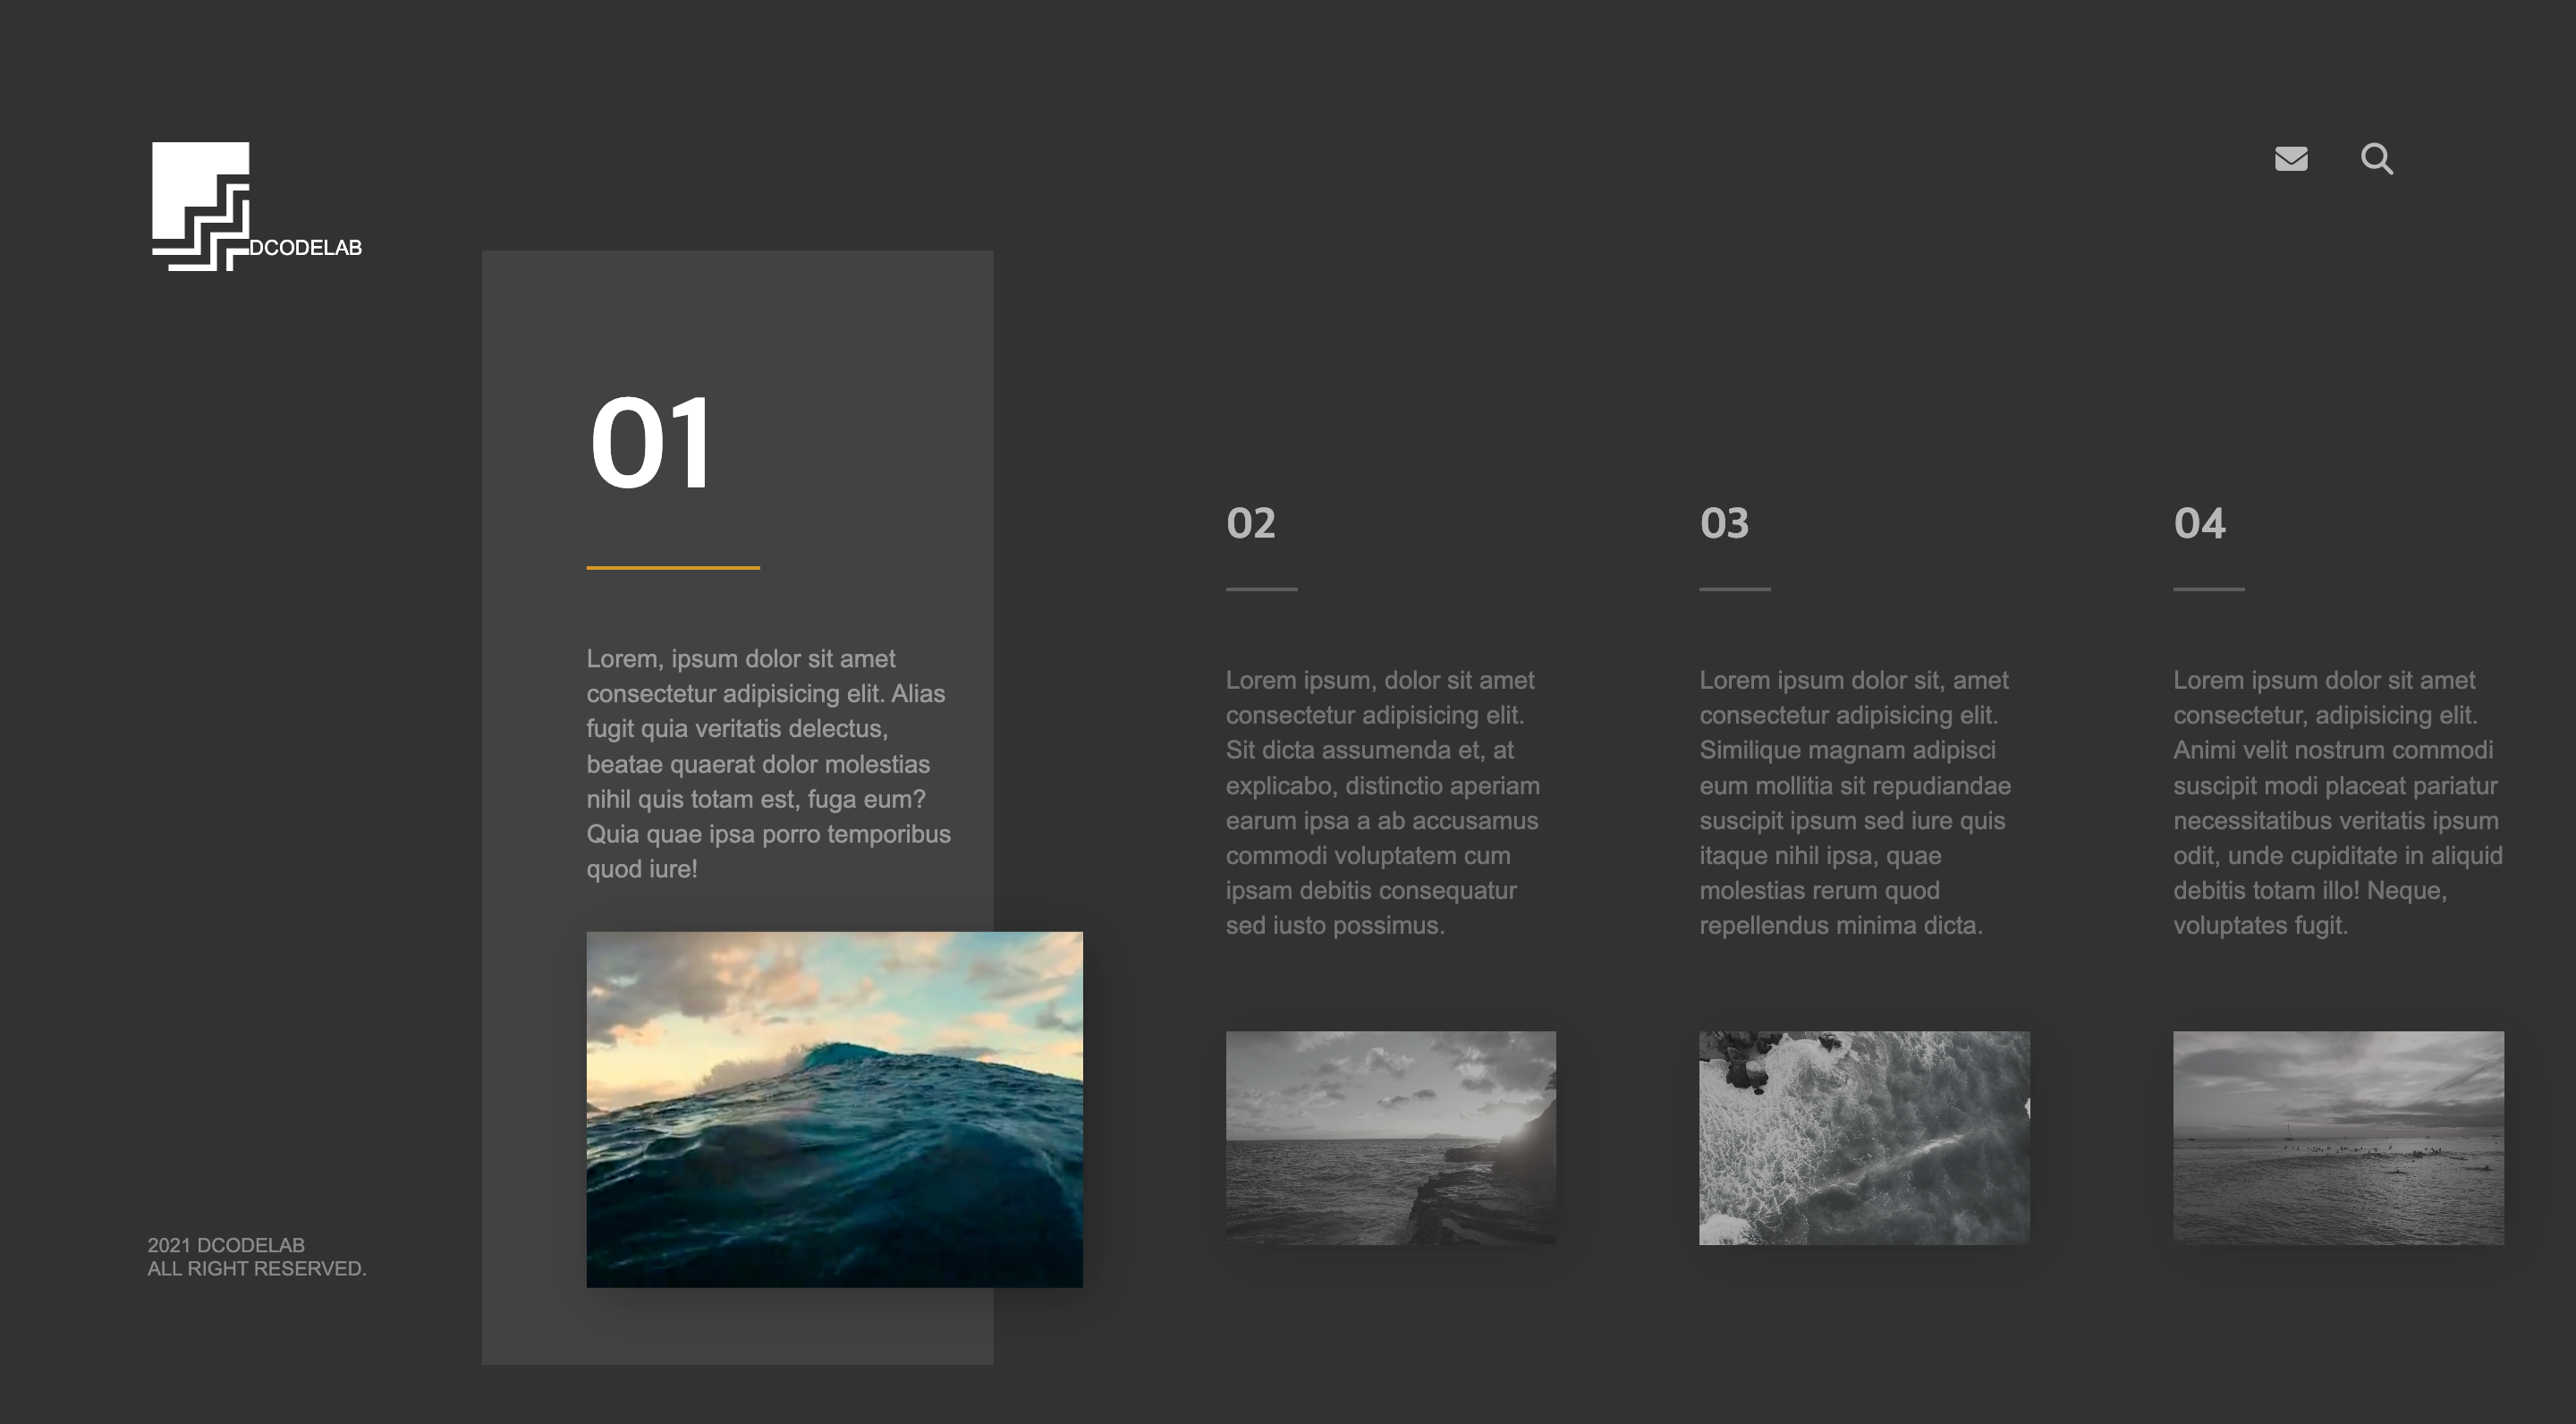 DCODELAB
01
Lorem, ipsum dolor sit amet
consectetur adipisicing elit. Alias
fugit quia veritatis delectus,
beatae quaerat dolor molestias
nihil quis totam est, fuga eum?
Quia quae ipsa porro temporibus
quod iure!
02
Lorem ipsum, dolor sit amet
consectetur adipisicing elit.
Sit dicta assumenda et, at
explicabo, distinctio aperiam
earum ipsa a ab accusamus
commodi voluptatem cum
ipsam debitis consequatur
sed iusto possimus.
03
Lorem ipsum dolor sit, amet
consectetur adipisicing elit.
Similique magnam adipisci
eum mollitia sit repudiandae
suscipit ipsum sed iure quis
itaque nihil ipsa, quae
molestias rerum quod
repellendus minima dicta.
04
Lorem ipsum dolor sit amet
consectetur, adipisicing elit.
Animi velit nostrum commodi
suscipit modi placeat pariatur
necessitatibus veritatis ipsum
odit, unde cupiditate in aliquid
debitis totam illo! Neque,
voluptates fugit.
2021 DCODELAB
ALL RIGHT RESERVED.